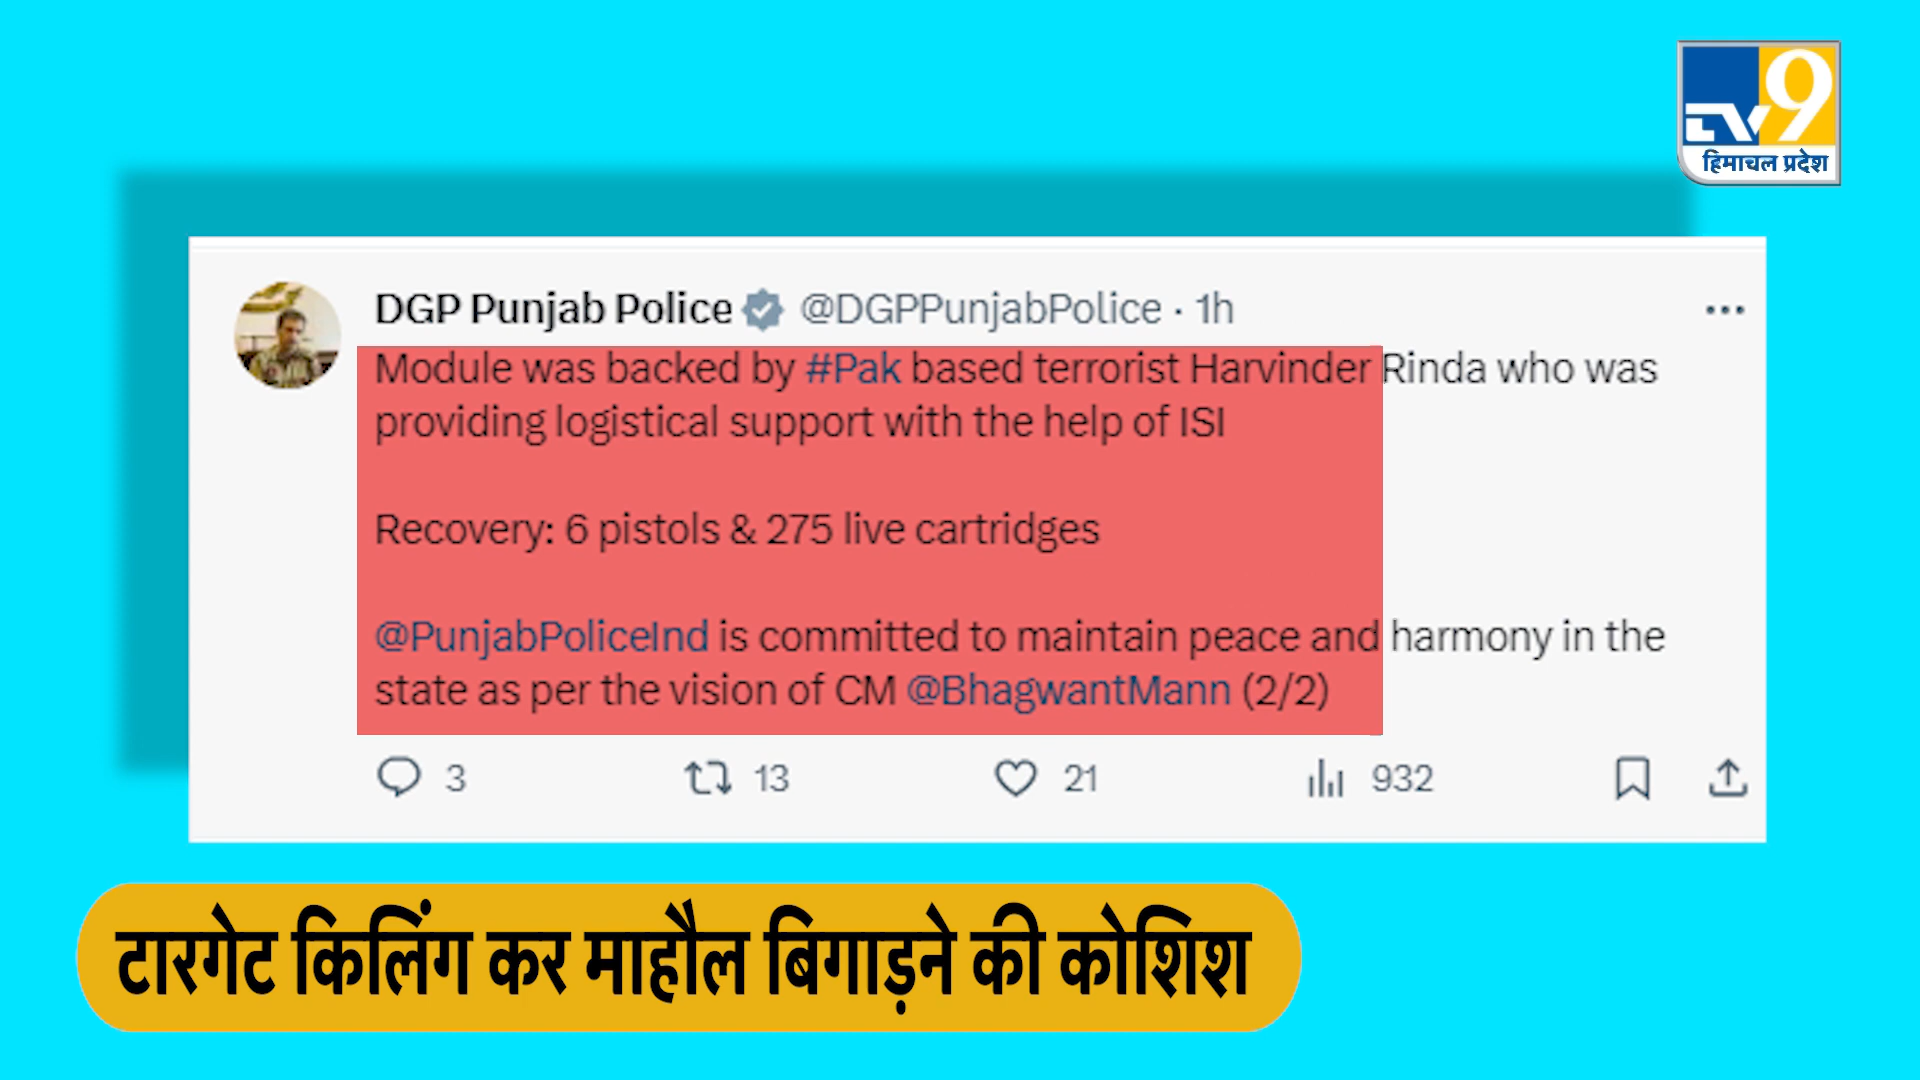 TV9
हिमाचल प्रदेश
DGP Punjab Police @DGPPunjabPolice · 1h
Module was backed by #Pak based terrorist Harvinder Rinda who was
providing logistical support with the help of ISI
Recovery: 6 pistols & 275 live cartridges
@PunjabPoliceInd is committed to maintain peace and harmony in the
state as per the vision of CM @BhagwantMann (2/2)
3 13 21 932
टारगेट किलिंग कर माहौल बिगाड़ने की कोशिश